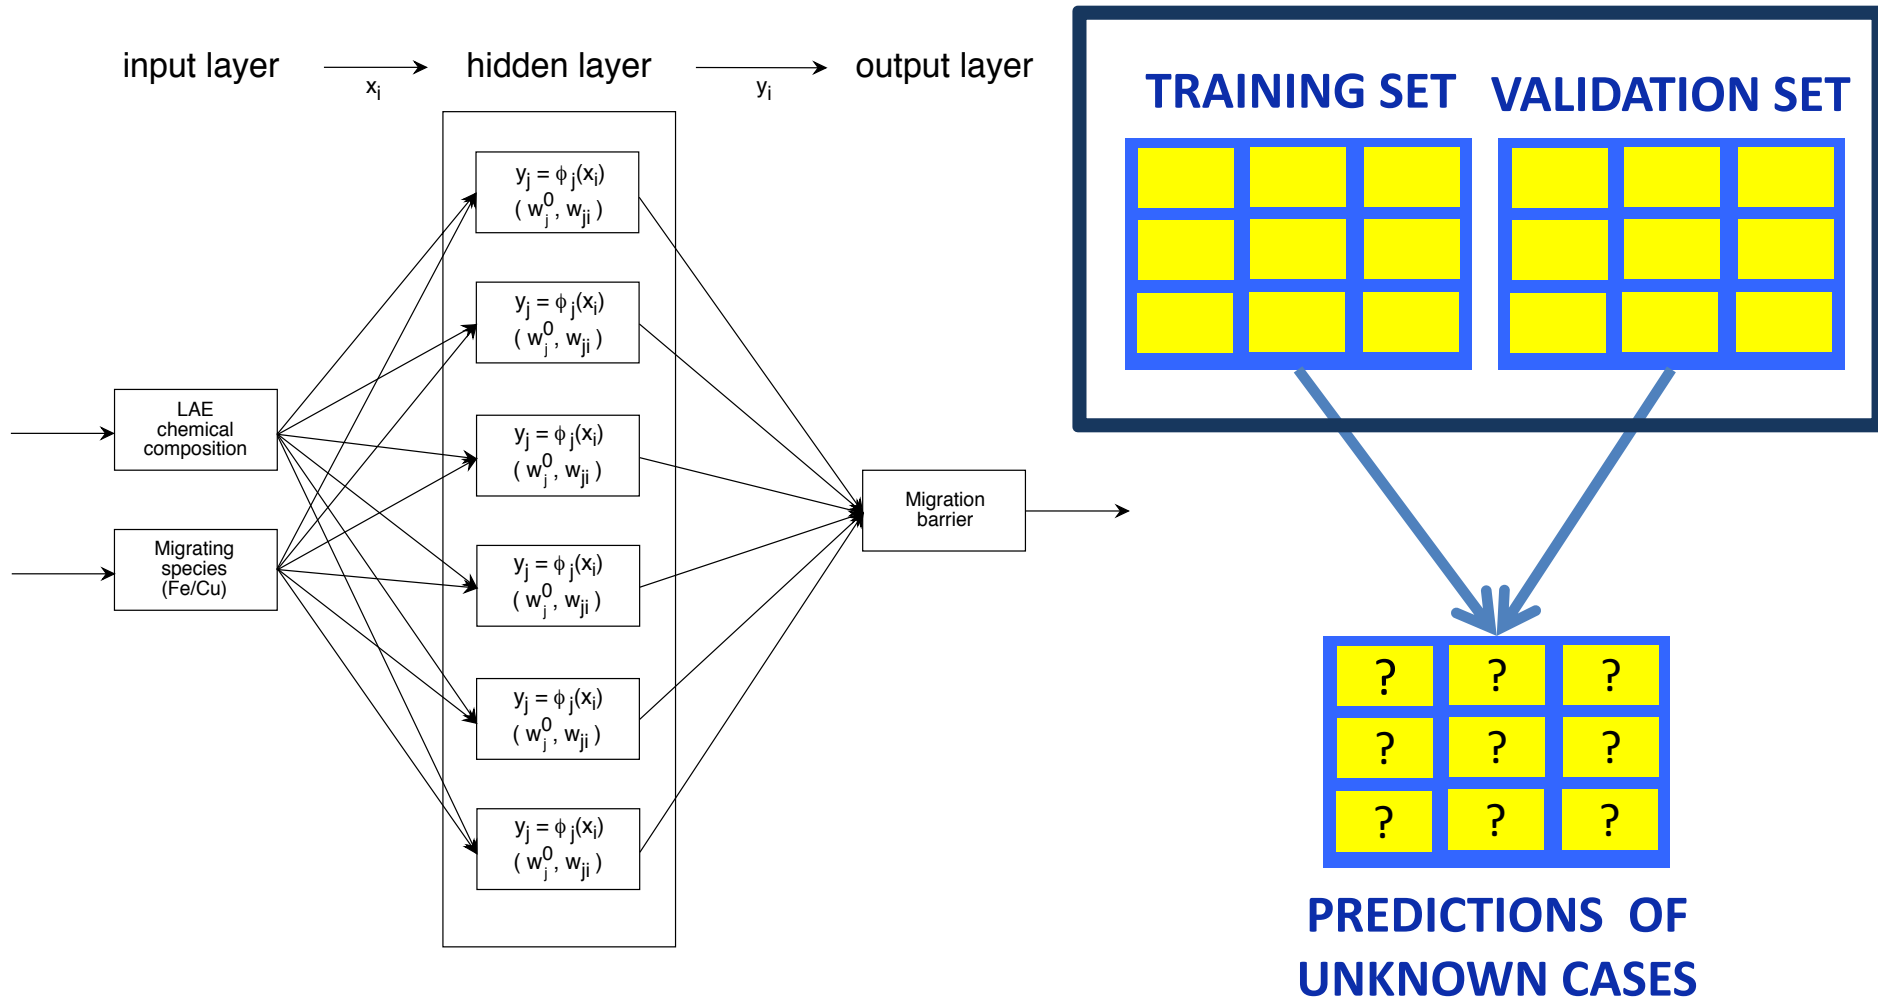 input layer
x_i
hidden layer
y_i
output layer
LAE
chemical
composition
Migrating
species
(Fe/Cu)
y_j = ϕ_j(x_i)
( w_j^0, w_ji )
y_j = ϕ_j(x_i)
( w_j^0, w_ji )
y_j = ϕ_j(x_i)
( w_j^0, w_ji )
y_j = ϕ_j(x_i)
( w_j^0, w_ji )
y_j = ϕ_j(x_i)
( w_j^0, w_ji )
y_j = ϕ_j(x_i)
( w_j^0, w_ji )
Migration
barrier
TRAINING SET
VALIDATION SET
? ? ?
? ? ?
? ? ?
PREDICTIONS OF
UNKNOWN CASES